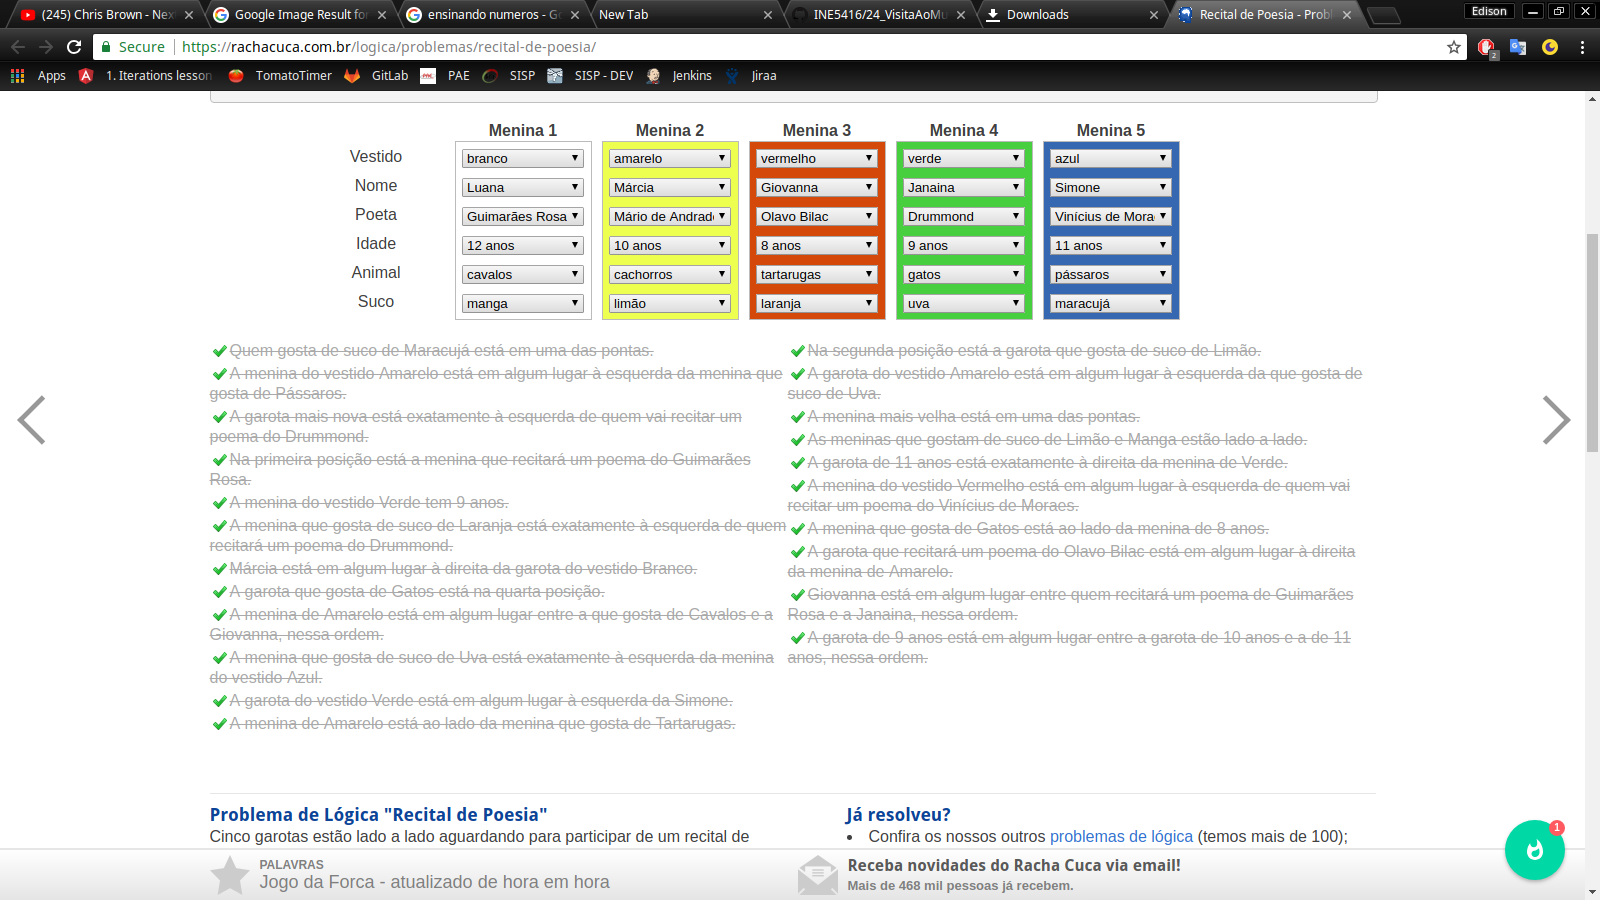 (245) Chris Brown - Nex
Google Image Result for
ensinando numeros - Go
New Tab
INE5416/24_VisitaAoMu
Downloads
Recital de Poesia - Prob
Edison
Secure
https://rachacuca.com.br/logica/problemas/recital-de-poesia/
2
Apps
1. Iterations lesson
TomatoTimer
GitLab
PAE
SISP
SISP - DEV
Jenkins
Jiraa
Menina 1 Menina 2 Menina 3 Menina 4 Menina 5
Vestido branco amarelo vermelho verde azul
Nome Luana Márcia Giovanna Janaina Simone
Poeta Guimarães Rosa Mário de Andrade Olavo Bilac Drummond Vinícius de Mora
Idade 12 anos 10 anos 8 anos 9 anos 11 anos
Animal cavalos cachorros tartarugas gatos pássaros
Suco manga limão laranja uva maracujá
Quem gosta de suco de Maracujá está em uma das pontas.
A menina do vestido Amarelo está em algum lugar à esquerda da menina que
gosta de Pássaros.
A garota mais nova está exatamente à esquerda de quem vai recitar um
poema do Drummond.
Na primeira posição está a menina que recitará um poema do Guimarães
Rosa.
A menina do vestido Verde tem 9 anos.
A menina que gosta de suco de Laranja está exatamente à esquerda de quem
recitará um poema do Drummond.
Márcia está em algum lugar à direita da garota do vestido Branco.
A garota que gosta de Gatos está na quarta posição.
A menina de Amarelo está em algum lugar entre a que gosta de Cavalos e a
Giovanna, nessa ordem.
A menina que gosta de suco de Uva está exatamente à esquerda da menina
do vestido Azul.
A garota do vestido Verde está em algum lugar à esquerda da Simone.
A menina de Amarelo está ao lado da menina que gosta de Tartarugas.
Na segunda posição está a garota que gosta de suco de Limão.
A garota do vestido Amarelo está em algum lugar à esquerda da que gosta de
suco de Uva.
A menina mais velha está em uma das pontas.
As meninas que gostam de suco de Limão e Manga estão lado a lado.
A garota de 11 anos está exatamente à direita da menina de Verde.
A menina do vestido Vermelho está em algum lugar à esquerda de quem vai
recitar um poema do Vinícius de Moraes.
A menina que gosta de Gatos está ao lado da menina de 8 anos.
A garota que recitará um poema do Olavo Bilac está em algum lugar à direita
da menina de Amarelo.
Giovanna está em algum lugar entre quem recitará um poema de Guimarães
Rosa e a Janaina, nessa ordem.
A garota de 9 anos está em algum lugar entre a garota de 10 anos e a de 11
anos, nessa ordem.
Problema de Lógica "Recital de Poesia"
Cinco garotas estão lado a lado aguardando para participar de um recital de
Já resolveu?
• Confira os nossos outros problemas de lógica (temos mais de 100);
1
PALAVRAS
Jogo da Forca - atualizado de hora em hora
Receba novidades do Racha Cuca via email!
Mais de 468 mil pessoas já recebem.